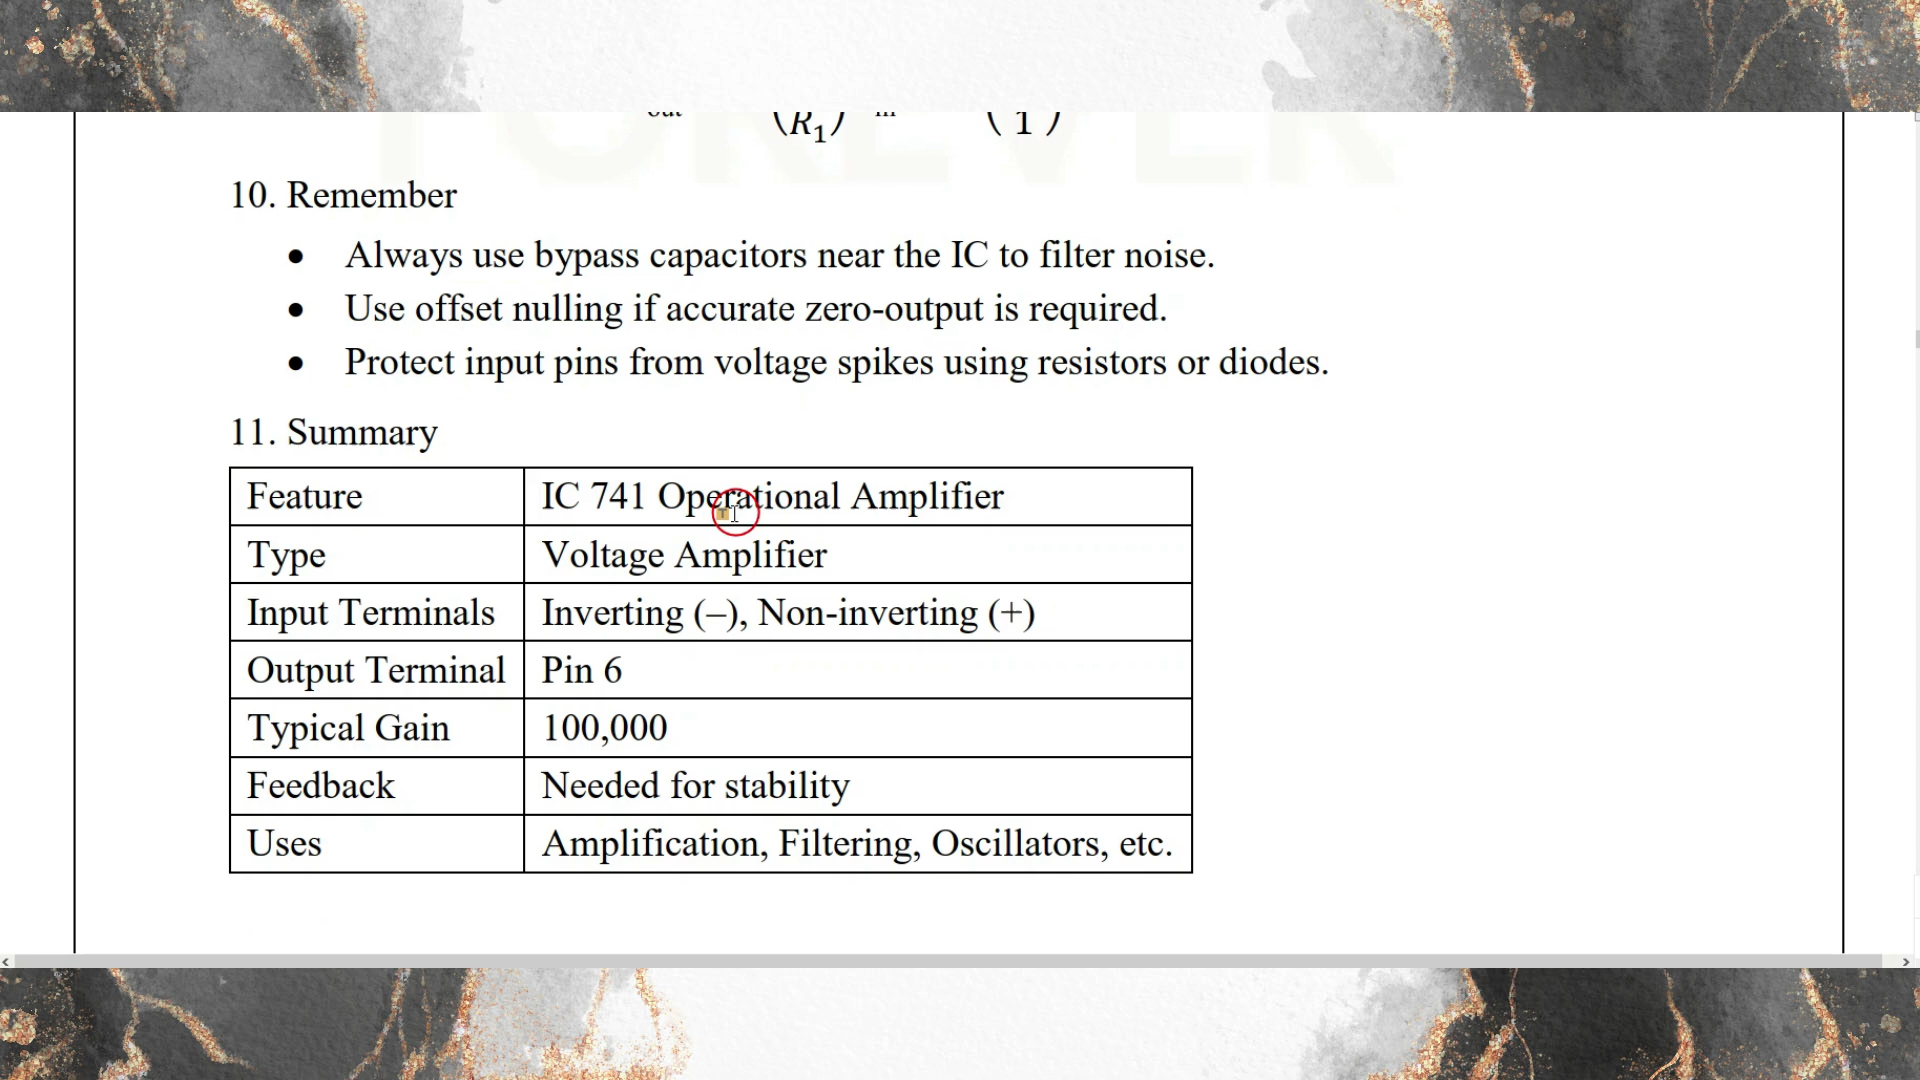 (R₁) ( 1 )
10. Remember
• Always use bypass capacitors near the IC to filter noise.
• Use offset nulling if accurate zero-output is required.
• Protect input pins from voltage spikes using resistors or diodes.
11. Summary
Feature IC 741 Operational Amplifier
Type Voltage Amplifier
Input Terminals Inverting (–), Non-inverting (+)
Output Terminal Pin 6
Typical Gain 100,000
Feedback Needed for stability
Uses Amplification, Filtering, Oscillators, etc.